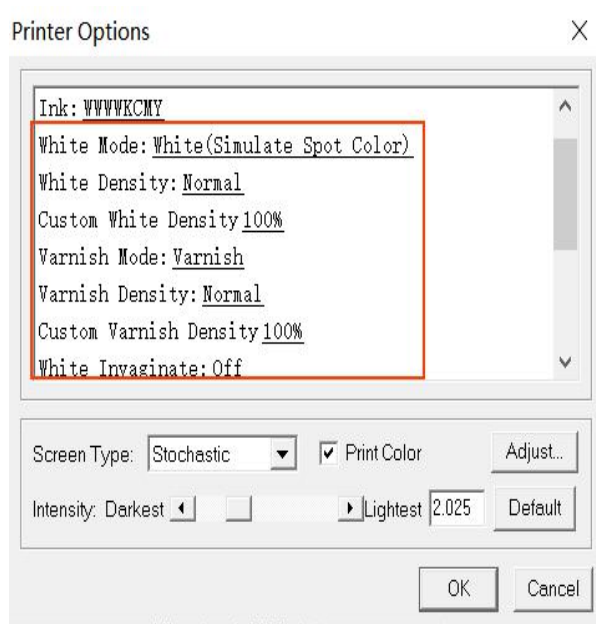 Printer Options
Ink: WWWWKCMY
White Mode: White(Simulate Spot Color)
White Density: Normal
Custom White Density 100%
Varnish Mode: Varnish
Varnish Density: Normal
Custom Varnish Density 100%
White Invaginate: Off
Screen Type: Stochastic Print Color Adjust...
Intensity: Darkest Lightest 2.025 Default
OK Cancel